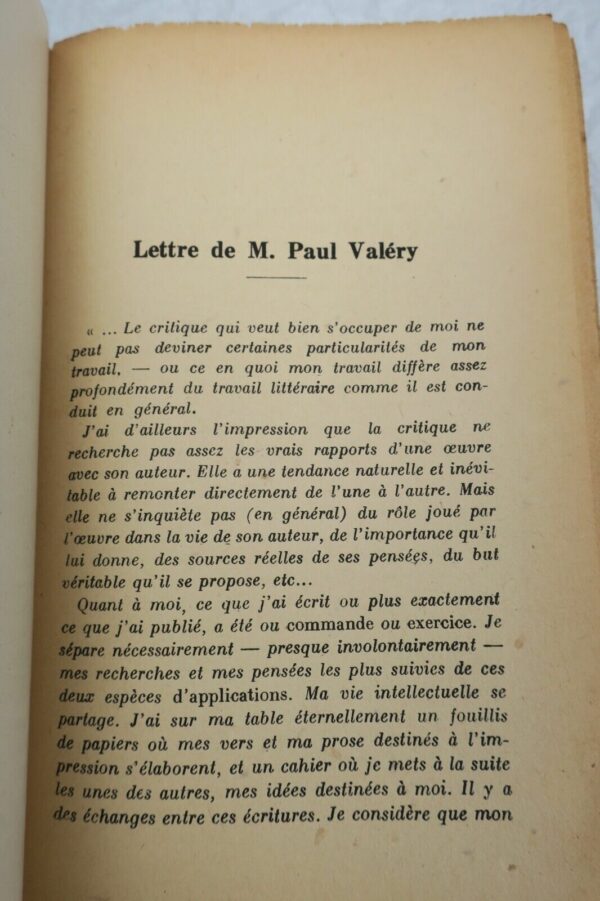 Lettre de M. Paul Valéry
« ... Le critique qui veut bien s'occuper de moi ne
peut pas deviner certaines particularités de mon
travail, — ou ce en quoi mon travail diffère assez
profondément du travail littéraire comme il est con-
duit en général.
J'ai d'ailleurs l'impression que la critique ne
recherche pas assez les vrais rapports d'une œuvre
avec son auteur. Elle a une tendance naturelle et inévi-
table à remonter directement de l'une à l'autre. Mais
elle ne s'inquiète pas (en général) du rôle joué par
l'œuvre dans la vie de son auteur, de l'importance qu'il
lui donne, des sources réelles de ses pensées, du but
véritable qu'il se propose, etc...
Quant à moi, ce que j'ai écrit ou plus exactement
ce que j'ai publié, a été ou commande ou exercice. Je
sépare nécessairement — presque involontairement —
mes recherches et mes pensées les plus suivies de ces
deux espèces d'applications. Ma vie intellectuelle se
partage. J'ai sur ma table éternellement un fouillis
de papiers où mes vers et ma prose destinés à l'im-
pression s'élaborent, et un cahier où je mets à la suite
les unes des autres, mes idées destinées à moi. Il y a
des échanges entre ces écritures. Je considère que mon